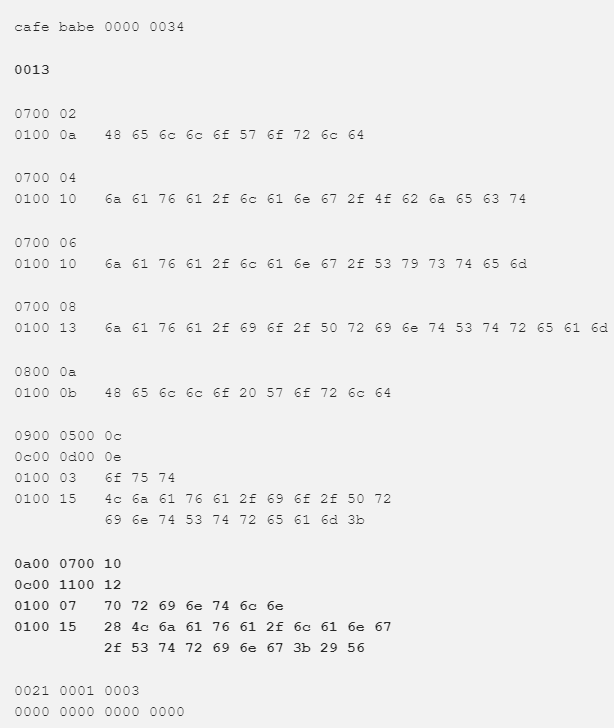 cafe babe 0000 0034
0013
0700 02
0100 0a 48 65 6c 6c 6f 57 6f 72 6c 64
0700 04
0100 10 6a 61 76 61 2f 6c 61 6e 67 2f 4f 62 6a 65 63 74
0700 06
0100 10 6a 61 76 61 2f 6c 61 6e 67 2f 53 79 73 74 65 6d
0700 08
0100 13 6a 61 76 61 2f 69 6f 2f 50 72 69 6e 74 53 74 72 65 61 6d
0800 0a
0100 0b 48 65 6c 6c 6f 20 57 6f 72 6c 64
0900 0500 0c
0c00 0d00 0e
0100 03 6f 75 74
0100 15 4c 6a 61 76 61 2f 69 6f 2f 50 72
69 6e 74 53 74 72 65 61 6d 3b
0a00 0700 10
0c00 1100 12
0100 07 70 72 69 6e 74 6c 6e
0100 15 28 4c 6a 61 76 61 2f 6c 61 6e 67
2f 53 74 72 69 6e 67 3b 29 56
0021 0001 0003
0000 0000 0000 0000